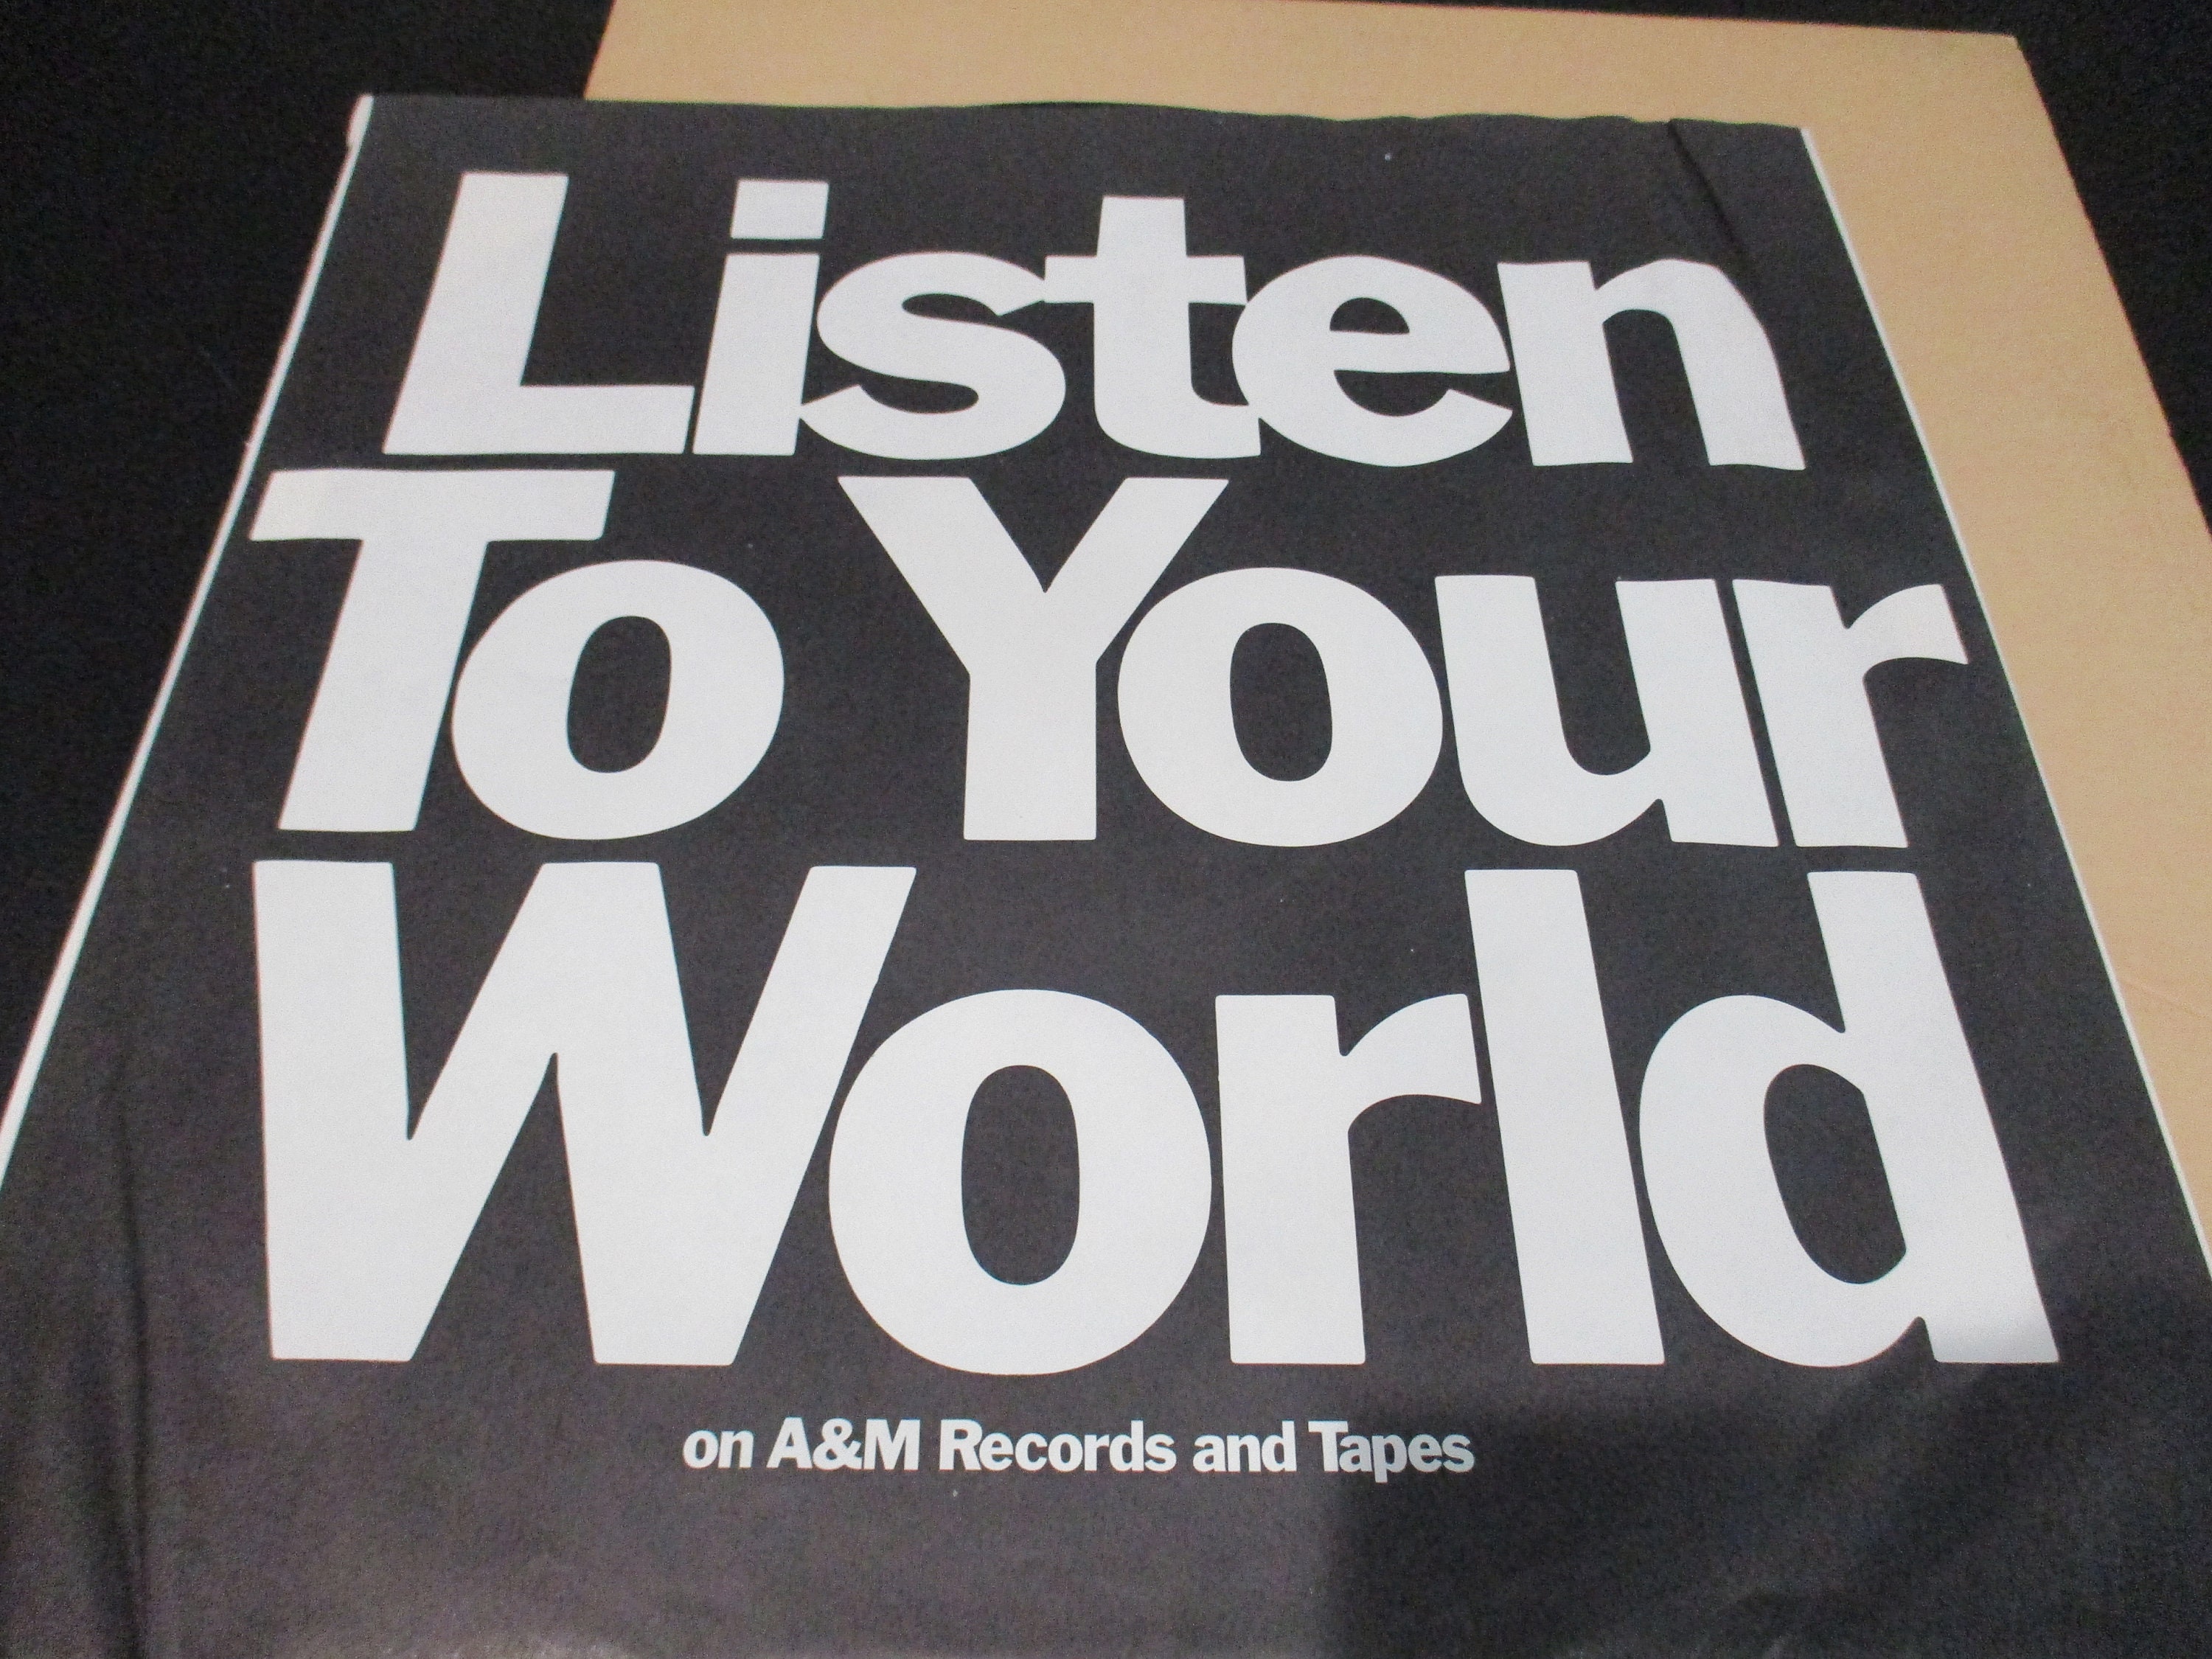 Listen
To Your
World
on A&M Records and Tapes